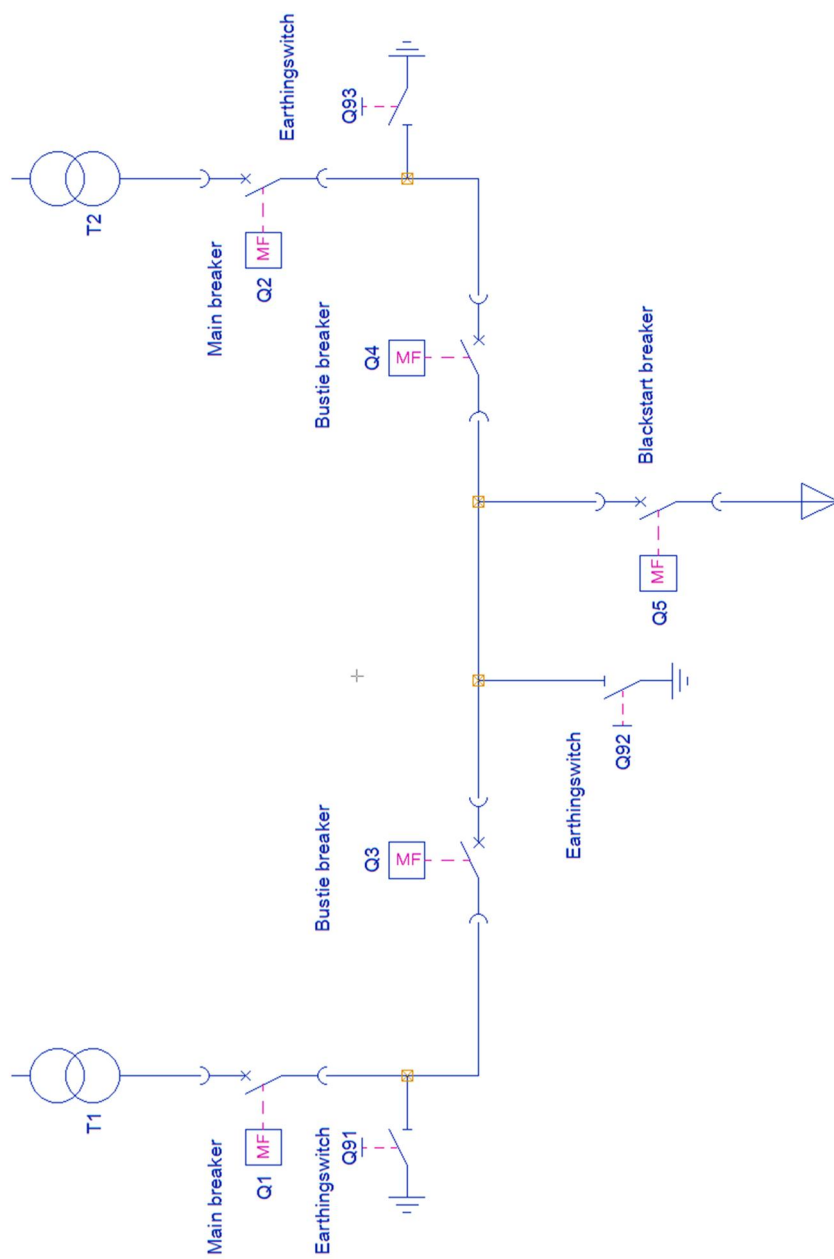 T1
Main breaker
MF
Q1
Earthingswitch
Q91
Bustie breaker
Q3
MF
Earthingswitch
Q92
Blackstart breaker
MF
Q5
Bustie breaker
Q4
MF
T2
Main breaker
MF
Q2
Earthingswitch
Q93